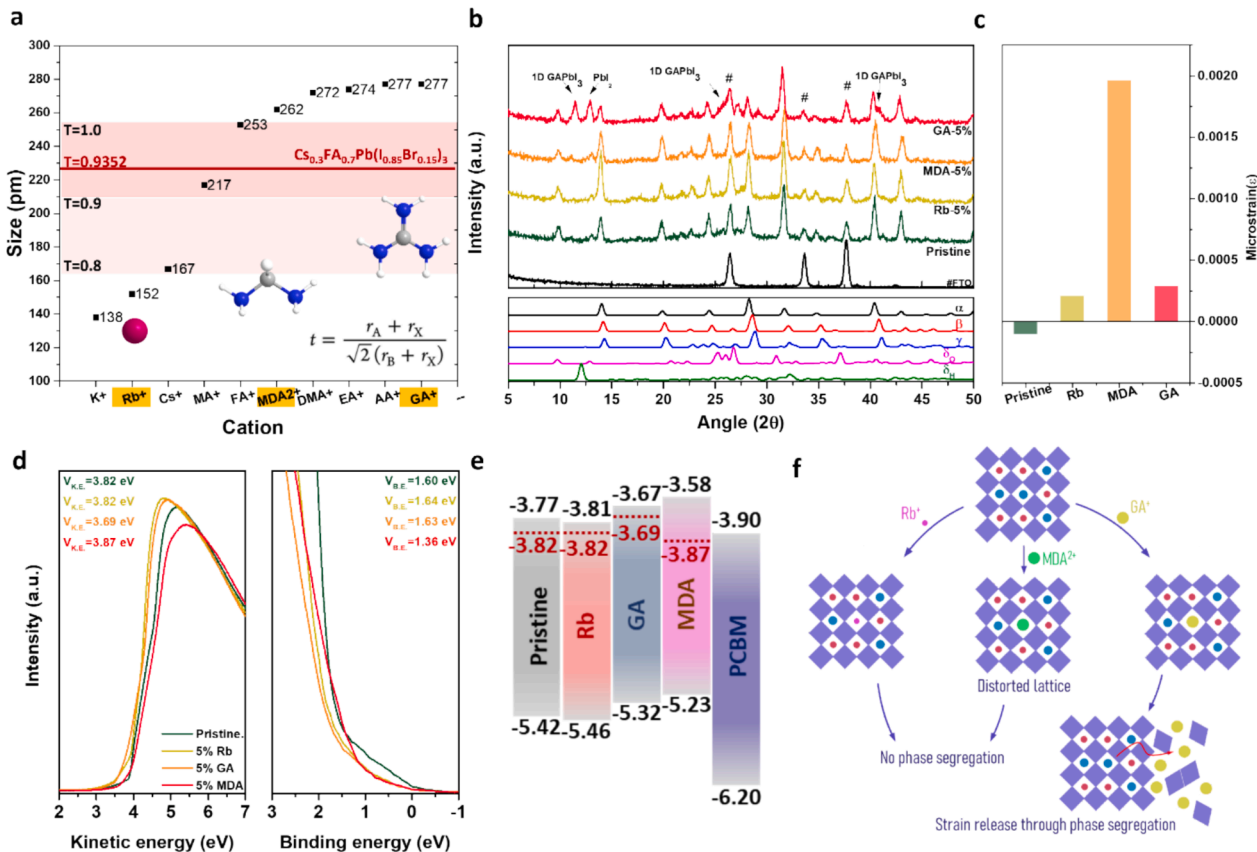 a
300
280
260
240
220
200
180
160
140
120
100
Size (pm)
T=1.0
T=0.9352
T=0.9
T=0.8
Cs0.3FA0.7Pb(I0.85Br0.15)3
138
152
167
217
253
262
272
274
277
277
t = rA + rX / √2 (rB + rX)
K+ Rb+ Cs+ MA+ FA+ MDA2+ DMA+ EA+ AA+ GA+ --
Cation
b
Intensity (a.u.)
1D GAPbI3
PbI2
1D GAPbI3
#
#
#
1D GAPbI3
GA-5%
MDA-5%
Rb-5%
Pristine
#FTO
α
β
γ
δO
δH
5 10 15 20 25 30 35 40 45 50
Angle (2θ)
c
0.0020
0.0015
0.0010
0.0005
0.0000
-0.0005
Microstrain(ε)
Pristine
Rb
MDA
GA
d
Intensity (a.u.)
VK.E.=3.82 eV
VK.E.=3.82 eV
VK.E.=3.69 eV
VK.E.=3.87 eV
Pristine.
5% Rb
5% GA
5% MDA
2 3 4 5 6 7
Kinetic energy (eV)
VB.E.=1.60 eV
VB.E.=1.64 eV
VB.E.=1.63 eV
VB.E.=1.36 eV
3 2 1 0 -1
Binding energy (eV)
e
-3.77
-3.82
Pristine
-5.42
-3.81
-3.82
Rb
-5.46
-3.67
-3.69
GA
-5.32
-3.58
-3.87
MDA
-5.23
-3.90
PCBM
-6.20
f
Rb+
MDA2+
GA+
Distorted lattice
No phase segregation
Strain release through phase segregation